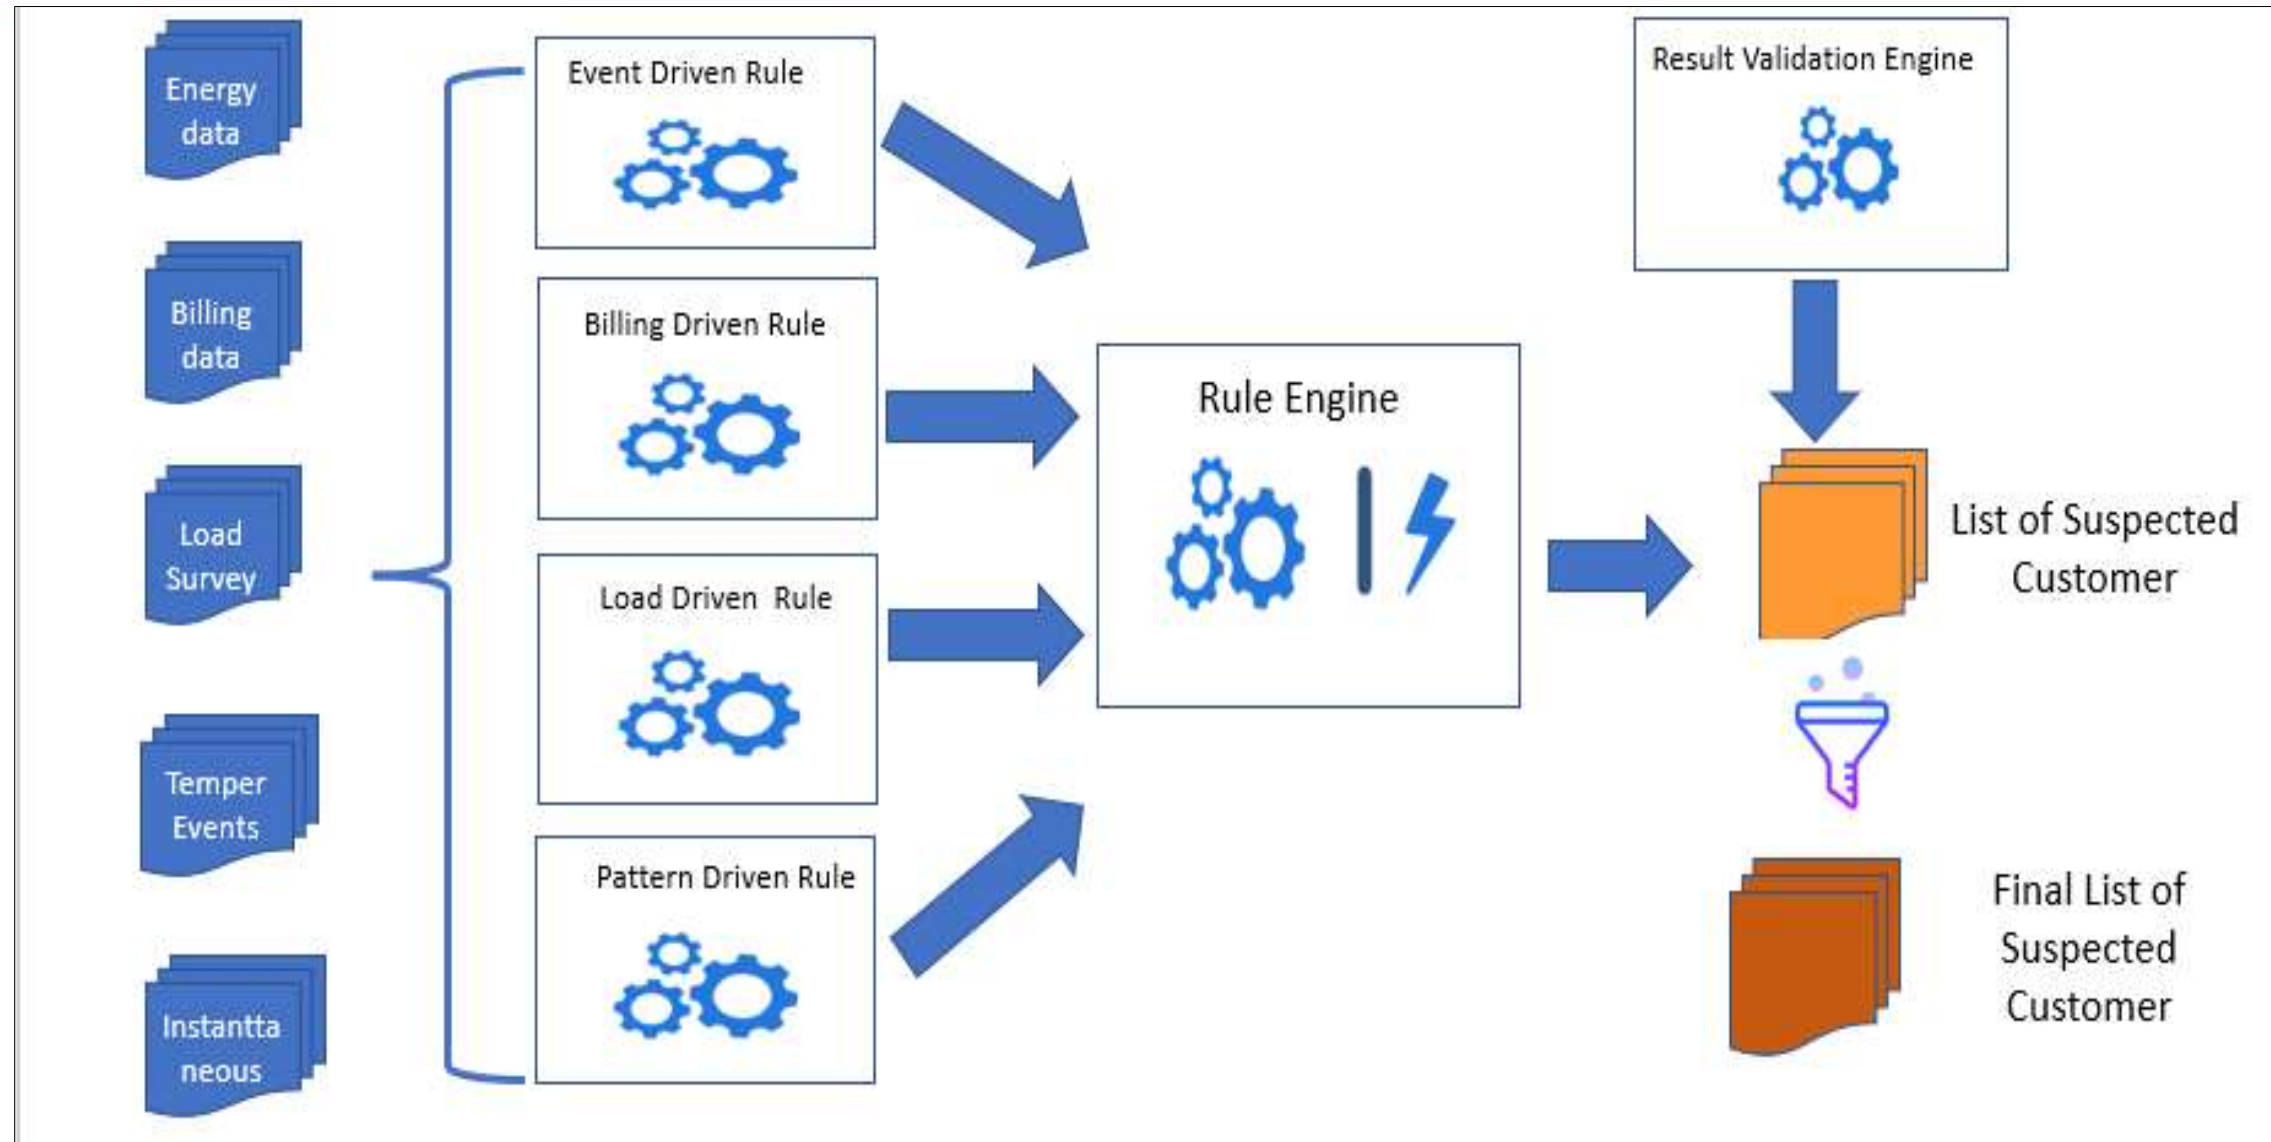 Energy
data
Billing
data
Load
Survey
Temper
Events
Instantta
neous
Event Driven Rule
Billing Driven Rule
Load Driven  Rule
Pattern Driven Rule
Rule Engine
Result Validation Engine
List of Suspected
Customer
Final List of
Suspected
Customer